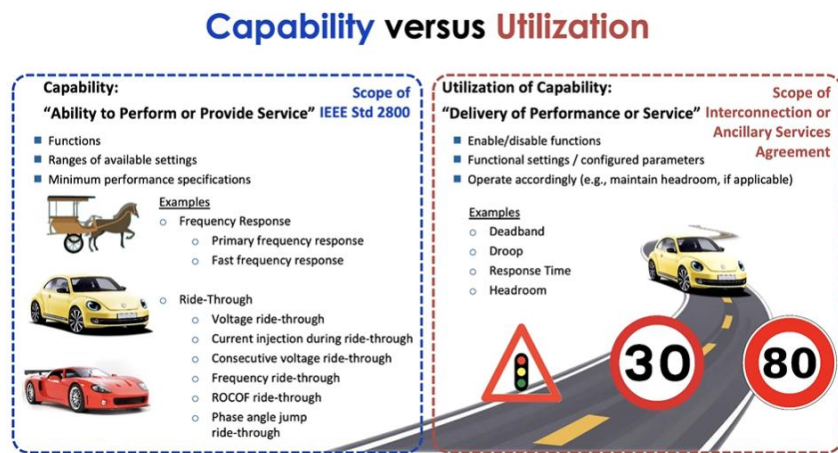 Capability versus Utilization
Capability:
"Ability to Perform or Provide Service"
Scope of
IEEE Std 2800
Functions
Ranges of available settings
Minimum performance specifications
Examples
Frequency Response
Primary frequency response
Fast frequency response
Ride-Through
Voltage ride-through
Current injection during ride-through
Consecutive voltage ride-through
Frequency ride-through
ROCOF ride-through
Phase angle jump
ride-through
Utilization of Capability:
"Delivery of Performance or Service"
Scope of
Interconnection or
Ancillary Services
Agreement
Enable/disable functions
Functional settings / configured parameters
Operate accordingly (e.g., maintain headroom, if applicable)
Examples
Deadband
Droop
Response Time
Headroom
30
80